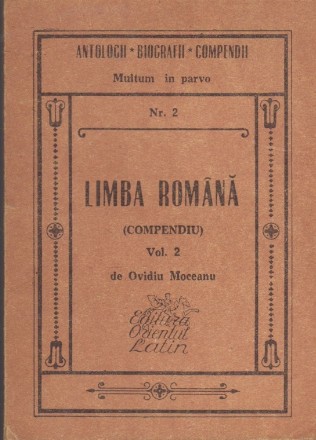 ANTOLOGII * BIOGRAFII * COMPENDII
Multum in parvo
Nr. 2
LIMBA ROMÂNĂ
(COMPENDIU)
Vol. 2
de Ovidiu Moceanu
Editura
Orientul
Latin